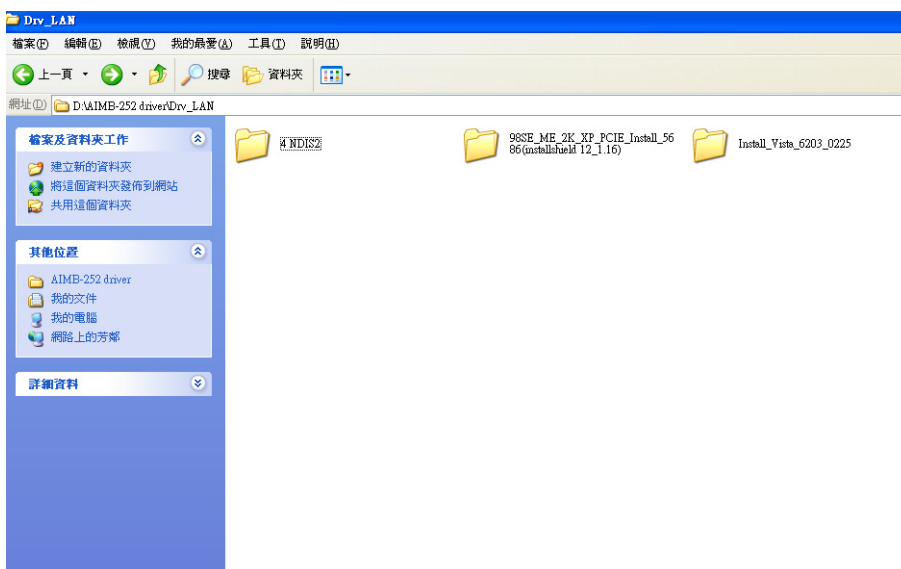 Drv_LAN
檔案(F) 編輯(E) 檢視(V) 我的最愛(A) 工具(T) 說明(H)
上一頁 搜尋 資料夾
網址(D) D:\AIMB-252 driver\Drv_LAN
檔案及資料夾工作
建立新的資料夾
將這個資料夾發佈到網站
共用這個資料夾
其他位置
AIMB-252 driver
我的文件
我的電腦
網路上的芳鄰
詳細資料
4 NDIS2
98SE_ME_2K_XP_PCIE_Install_56
86(installshield 12_1.16)
Install_Vista_6203_0225